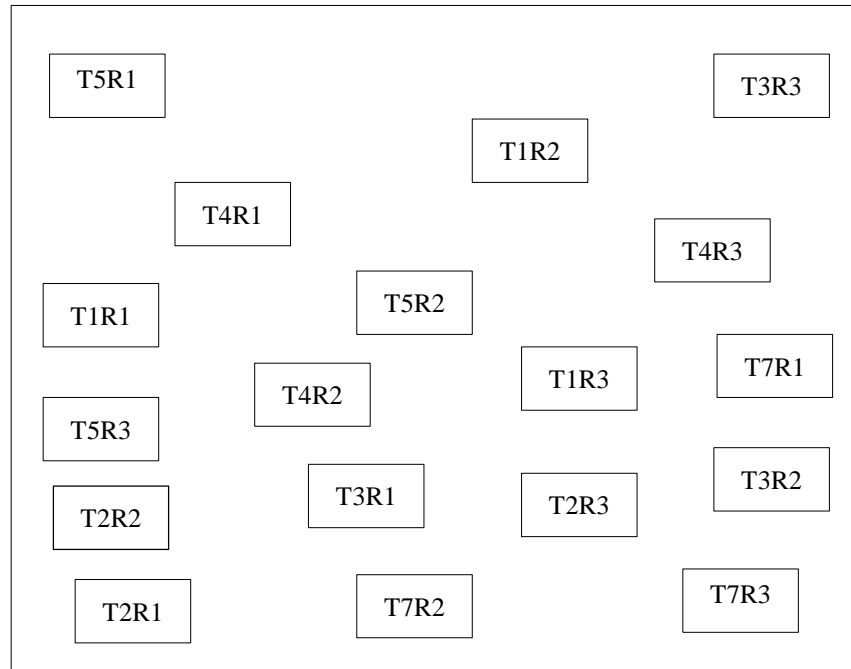 T5R1
T3R3
T1R2
T4R1
T4R3
T5R2
T1R1
T7R1
T1R3
T4R2
T5R3
T3R2
T3R1
T2R3
T2R2
T7R3
T7R2
T2R1